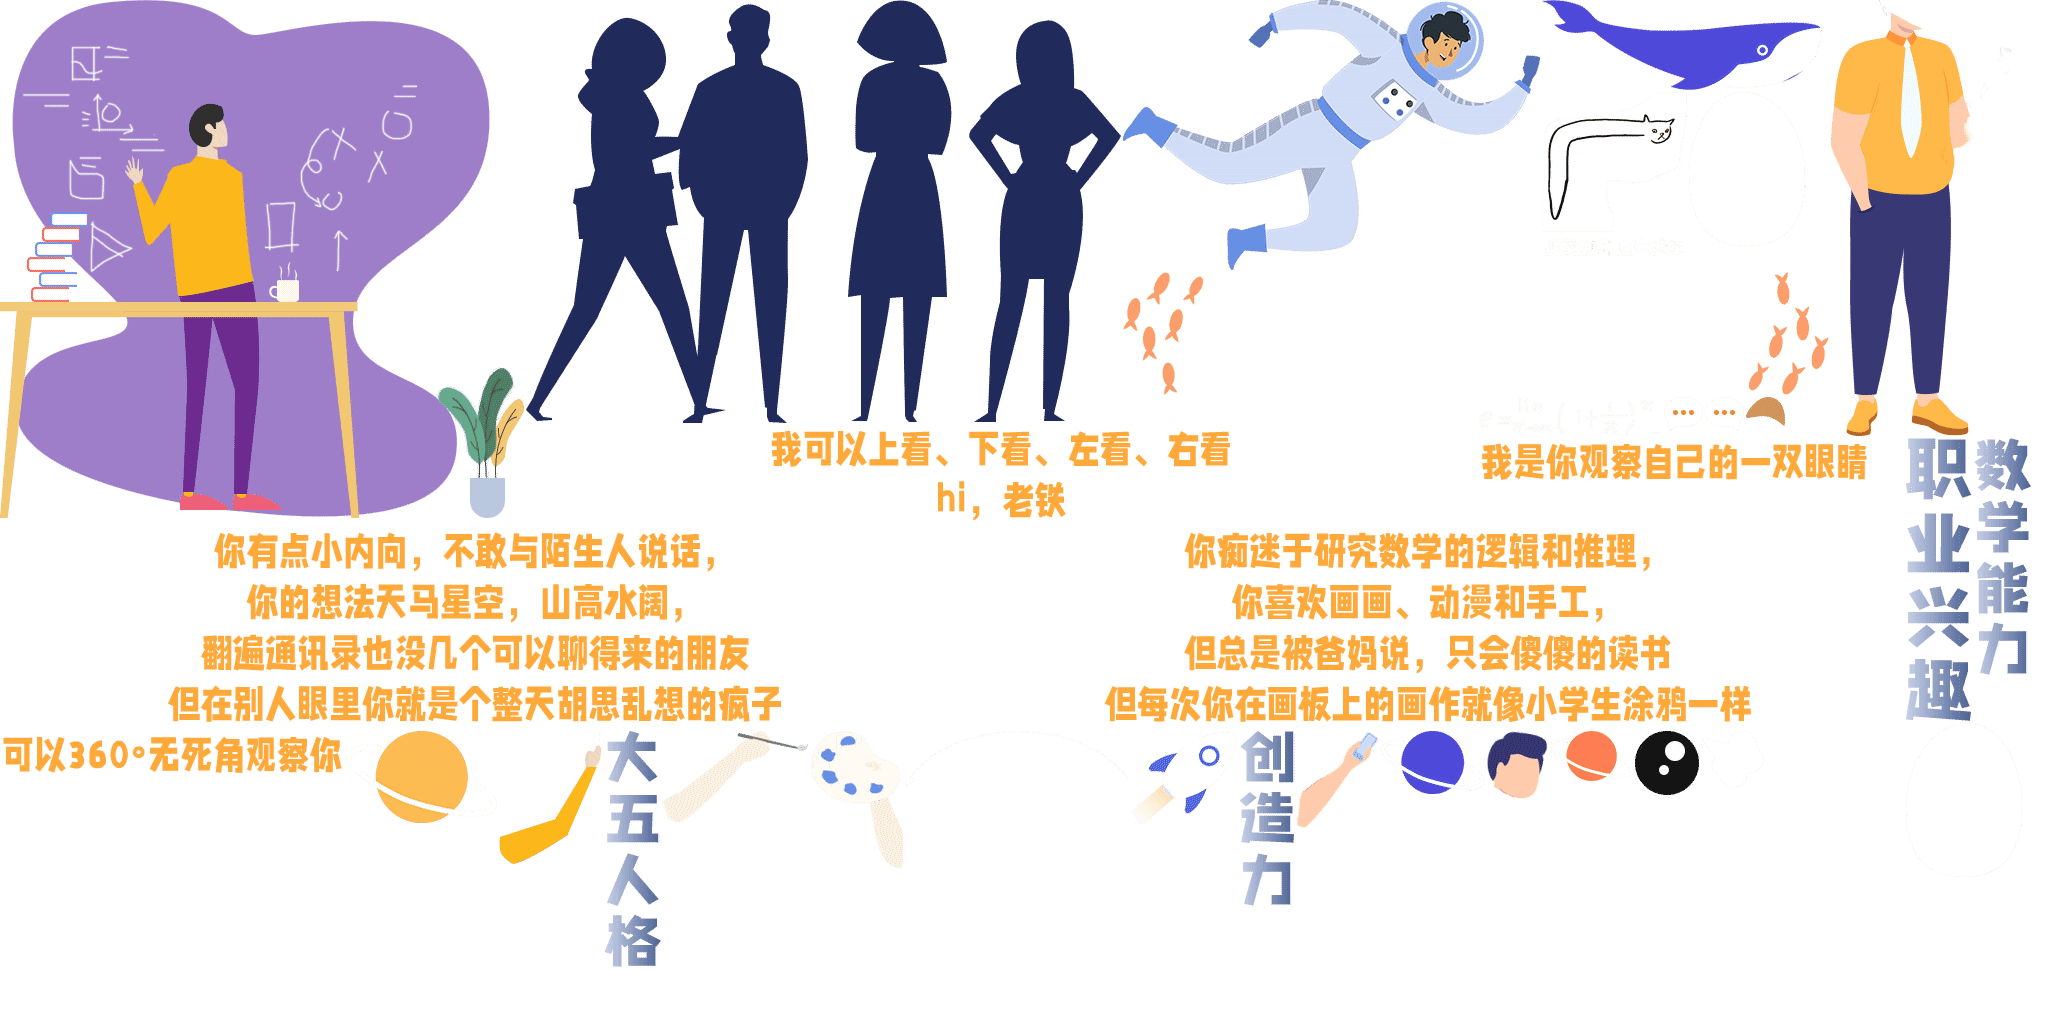 我可以上看、下看、左看、右看
hi，老铁
我是你观察自己的一双眼睛
职业兴趣
数学能力
你有点小内向，不敢与陌生人说话，
你的想法天马星空，山高水阔，
翻遍通讯录也没几个可以聊得来的朋友
但在别人眼里你就是个整天胡思乱想的疯子
你痴迷于研究数学的逻辑和推理，
你喜欢画画、动漫和手工，
但总是被爸妈说，只会傻傻的读书
但每次你在画板上的画作就像小学生涂鸦一样
可以360°无死角观察你
大五人格
创造力